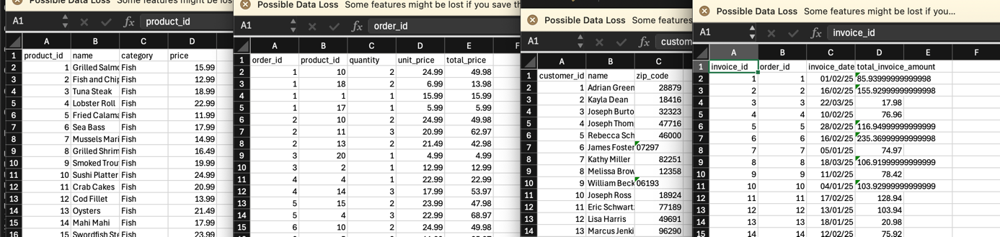 Possible Data Loss Some features might be lost
A1 fx product_id
A B C D
1 product_id name category price
2 1 Grilled Salmo Fish 15.99
3 2 Fish and Chip Fish 12.99
4 3 Tuna Steak Fish 18.99
5 4 Lobster Roll Fish 22.99
6 5 Fried Calama Fish 11.99
7 6 Sea Bass Fish 17.99
8 7 Mussels Mari Fish 14.99
9 8 Grilled Shrim Fish 16.49
10 9 Smoked Trou Fish 19.99
11 10 Sushi Platter Fish 24.99
12 11 Crab Cakes Fish 20.99
13 12 Cod Fillet Fish 13.99
14 13 Oysters Fish 21.49
15 14 Mahi Mahi Fish 17.99
16 15 Swordfish Ste Fish 23.99
Possible Data Loss Some features might be lost if you save th
A1 fx order_id
A B C D E F
1 order_id product_id quantity unit_price total_price
2 1 10 2 24.99 49.98
3 1 18 2 6.99 13.98
4 1 1 1 15.99 15.99
5 1 17 1 5.99 5.99
6 2 10 2 24.99 49.98
7 2 11 3 20.99 62.97
8 2 13 2 21.49 42.98
9 3 20 1 4.99 4.99
10 3 2 1 12.99 12.99
11 4 4 1 22.99 22.99
12 4 14 3 17.99 53.97
13 5 15 2 23.99 47.98
14 5 4 3 22.99 68.97
15 6 10 2 24.99 49.98
Possible Data Loss Some features
A1 fx custom
A B C
1 customer_id name zip_code
2 1 Adrian Green 28879
3 2 Kayla Dean 18416
4 3 Joseph Burto 32323
5 4 Joseph Thom 47716
6 5 Rebecca Sch 46000
7 6 James Foster 07297
8 7 Kathy Miller 82251
9 8 Melissa Brow 12358
10 9 William Beck 06193
11 10 Joseph Ross 18924
12 11 Eric Schwart 77189
13 12 Lisa Harris 49691
14 13 Marcus Jenki 96290
Possible Data Loss Some features might be lost if you...
A1 fx invoice_id
A B C D E F
1 invoice_id order_id invoice_date total_invoice_amount
2 1 1 01/02/25 85.93999999999998
3 2 2 16/02/25 155.92999999999999
4 3 3 22/03/25 17.98
5 4 4 10/02/25 76.96
6 5 5 28/02/25 116.94999999999999
7 6 6 16/02/25 235.36999999999998
8 7 7 05/01/25 74.97
9 8 8 18/03/25 106.91999999999999
10 9 9 11/02/25 78.42
11 10 10 04/01/25 103.92999999999999
12 11 11 17/02/25 128.94
13 12 12 13/01/25 103.94
14 13 13 18/01/25 20.98
15 14 14 12/02/25 75.92